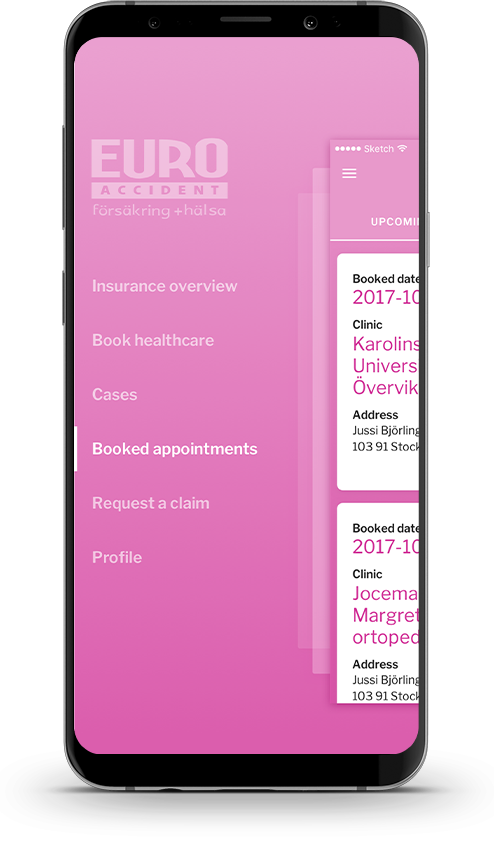 EURO
ACCIDENT
försäkring +hälsa
Insurance overview
Book healthcare
Cases
Booked appointments
Request a claim
Profile
Sketch
UPCOMIN
Booked date
2017-10
Clinic
Karolins
Univers
Övervik
Address
Jussi Björling
103 91 Stock
Booked date
2017-10
Clinic
Jocema
Margret
ortoped
Address
Jussi Björling
103 91 Stock